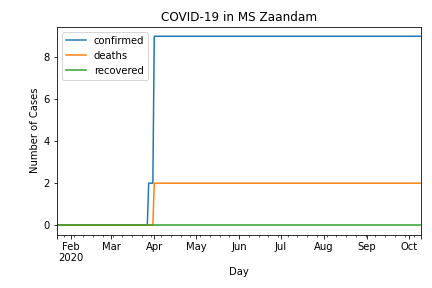 COVID-19 in MS Zaandam
confirmed
deaths
recovered
8
6
4
2
0
Number of Cases
Feb Mar Apr May Jun Jul Aug Sep Oct
2020
Day